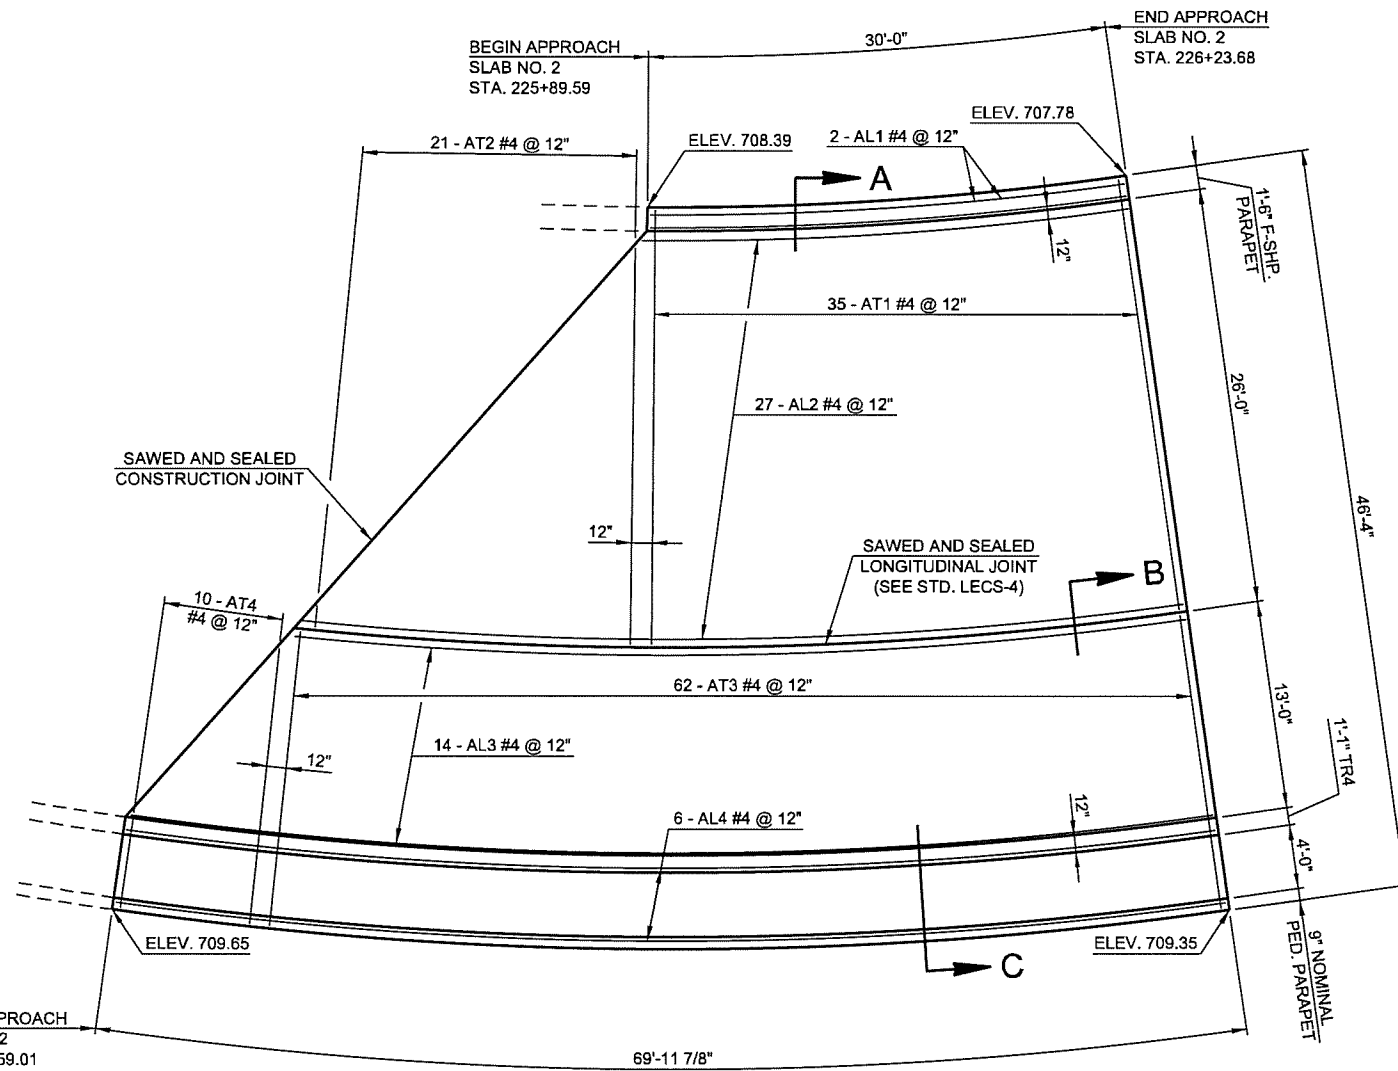 BEGIN APPROACH
SLAB NO. 2
STA. 225+89.59
30'-0"
END APPROACH
SLAB NO. 2
STA. 226+23.68
21 - AT2 #4 @ 12"
ELEV. 708.39
2 - AL1 #4 @ 12"
ELEV. 707.78
A
1'-6" F-SHP.
PARAPET
12"
35 - AT1 #4 @ 12"
26'-0"
27 - AL2 #4 @ 12"
SAWED AND SEALED
CONSTRUCTION JOINT
46'-4"
12"
SAWED AND SEALED
LONGITUDINAL JOINT
(SEE STD. LECS-4)
B
10 - AT4
#4 @ 12"
62 - AT3 #4 @ 12"
13'-0"
14 - AL3 #4 @ 12"
12"
1'-1" TR4
6 - AL4 #4 @ 12"
12"
4'-0"
ELEV. 709.65
ELEV. 709.35
C
9" NOMINAL
PED. PARAPET
PROACH
2
59.01
69'-11 7/8"